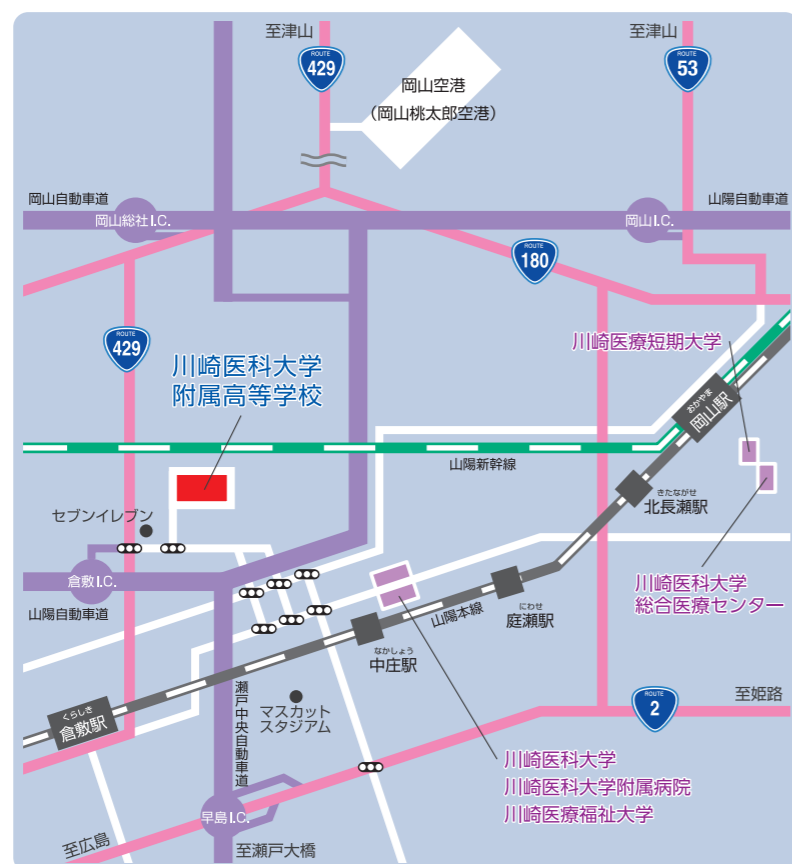 至津山
ROUTE
429
岡山空港
（岡山桃太郎空港）
至津山
ROUTE
53
岡山自動車道
岡山総社I.C.
岡山I.C.
山陽自動車道
ROUTE
180
ROUTE
429
川崎医科大学
附属高等学校
川崎医療短期大学
おかやま
岡山駅
山陽新幹線
きたながせ
北長瀬駅
セブンイレブン
倉敷I.C.
山陽自動車道
川崎医科大学
総合医療センター
にわせ
庭瀬駅
山陽本線
なかしょう
中庄駅
くらしき
倉敷駅
瀬戸中央自動車道
マスカット
スタジアム
至姫路
ROUTE
2
川崎医科大学
川崎医科大学附属病院
川崎医療福祉大学
早島I.C.
至広島
至瀬戸大橋